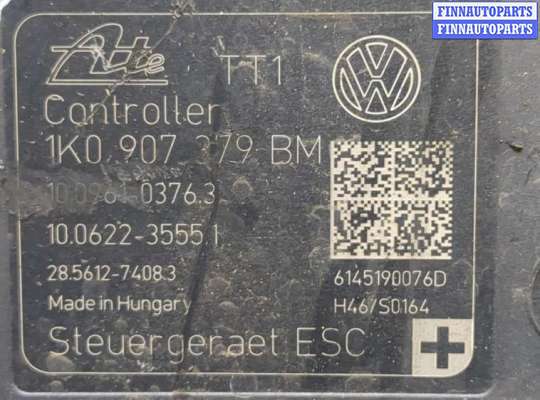 FINNAUTOPARTS
FINNAUTOPARTS
Ate TT1
Controller
1K0 907 379 BM
10.0961-0376.3
10.0622-3555.1
28.5612-7408.3 6145190076D
Made in Hungary H46/S0164
Steuergeraet ESC